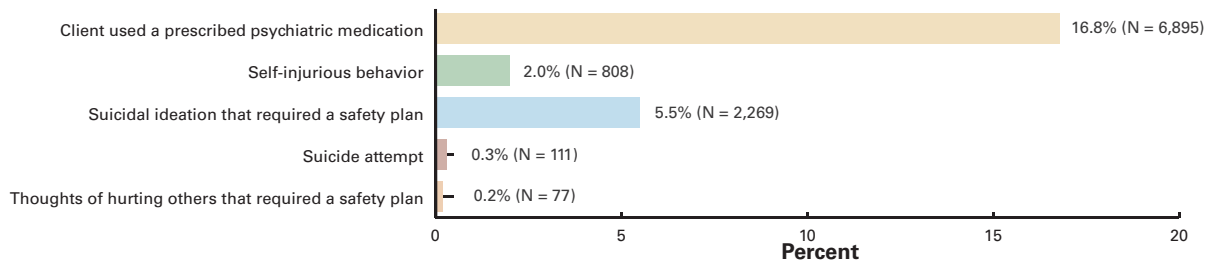 Client used a prescribed psychiatric medication 16.8% (N = 6,895)
Self-injurious behavior 2.0% (N = 808)
Suicidal ideation that required a safety plan 5.5% (N = 2,269)
Suicide attempt 0.3% (N = 111)
Thoughts of hurting others that required a safety plan 0.2% (N = 77)
0 5 10 15 20
Percent